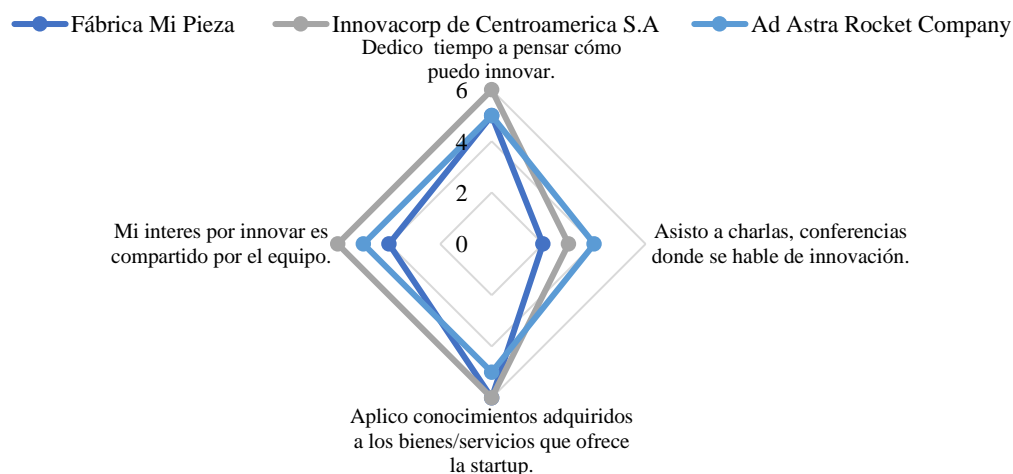 Fábrica Mi Pieza
Innovacorp de Centroamerica S.A
Ad Astra Rocket Company
Dedico tiempo a pensar cómo
puedo innovar.
6
4
2
0
Mi interes por innovar es
compartido por el equipo.
Asisto a charlas, conferencias
donde se hable de innovación.
Aplico conocimientos adquiridos
a los bienes/servicios que ofrece
la startup.